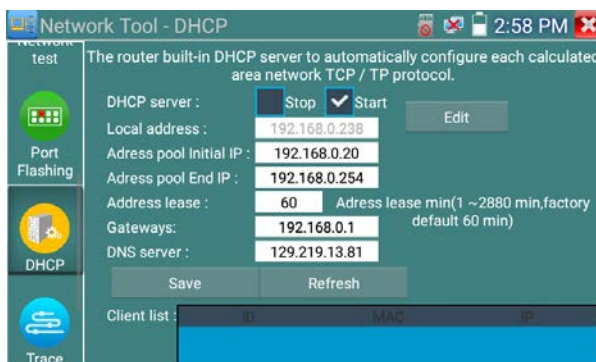 Network Tool - DHCP
2:58 PM
Network
test
The router built-in DHCP server to automatically configure each calculated
area network TCP / TP protocol.
DHCP server :
Stop
Start
Edit
Local address :
192.168.0.238
Port
Flashing
Adress pool Initial IP :
192.168.0.20
Adress pool End IP :
192.168.0.254
Address lease :
60
Adress lease min(1 ~2880 min,factory
default 60 min)
Gateways:
192.168.0.1
DNS server :
129.219.13.81
DHCP
Save
Refresh
Client list :
ID
MAC
IP
Trace